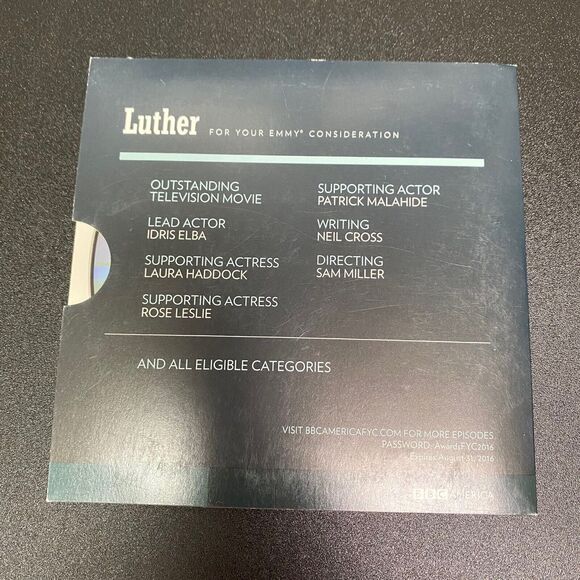 Luther FOR YOUR EMMY® CONSIDERATION
OUTSTANDING
TELEVISION MOVIE
LEAD ACTOR
IDRIS ELBA
SUPPORTING ACTRESS
LAURA HADDOCK
SUPPORTING ACTRESS
ROSE LESLIE
SUPPORTING ACTOR
PATRICK MALAHIDE
WRITING
NEIL CROSS
DIRECTING
SAM MILLER
AND ALL ELIGIBLE CATEGORIES
VISIT BBCAMERICAFYC.COM FOR MORE EPISODES
PASSWORD: AwardsFYC2016
Expires August 31, 2016
BBC AMERICA